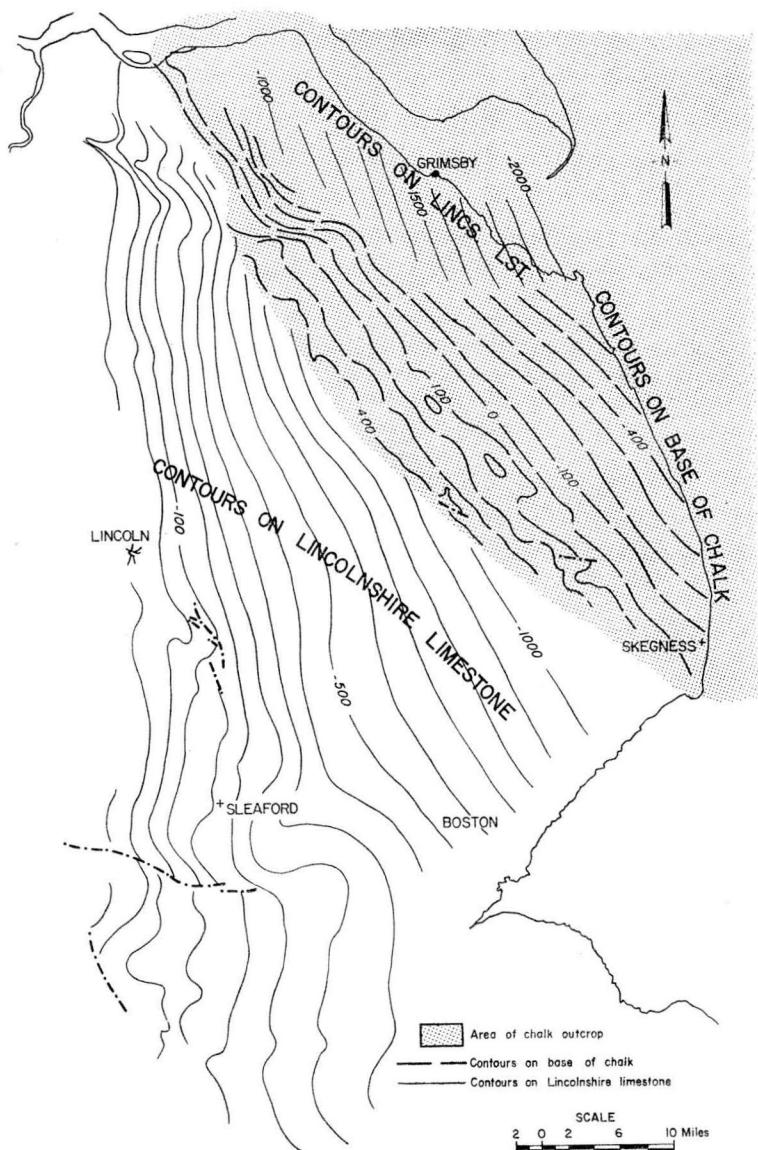 -1000
CONTOURS ON LINCS LST.
GRIMSBY
1500
-2000
N
CONTOURS ON BASE OF CHALK
400
100
0
-100
-400
CONTOURS ON LINCOLNSHIRE LIMESTONE
-100
LINCOLN
-500
-1000
SKEGNESS
SLEAFORD
BOSTON
Area of chalk outcrop
Contours on base of chalk
Contours on Lincolnshire limestone
SCALE
2 0 2 6 10 Miles